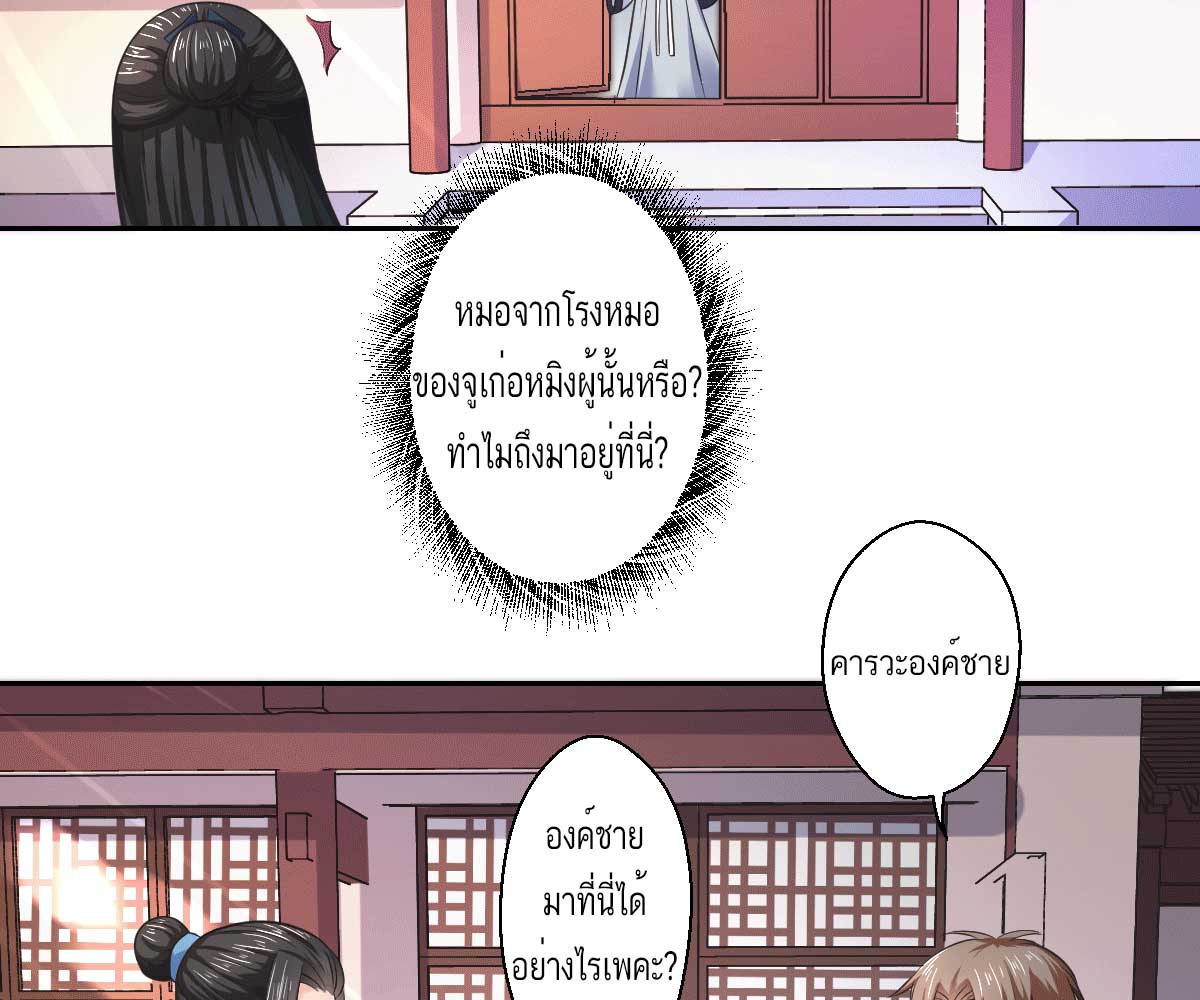 หมอจากโรงหมอ
ของจูเก่อหมิงผู้นั้นหรือ?
ทำไมถึงมาอยู่ที่นี่?
คารวะองค์ชาย
องค์ชาย
มาที่นี่ได้
อย่างไรเพคะ?